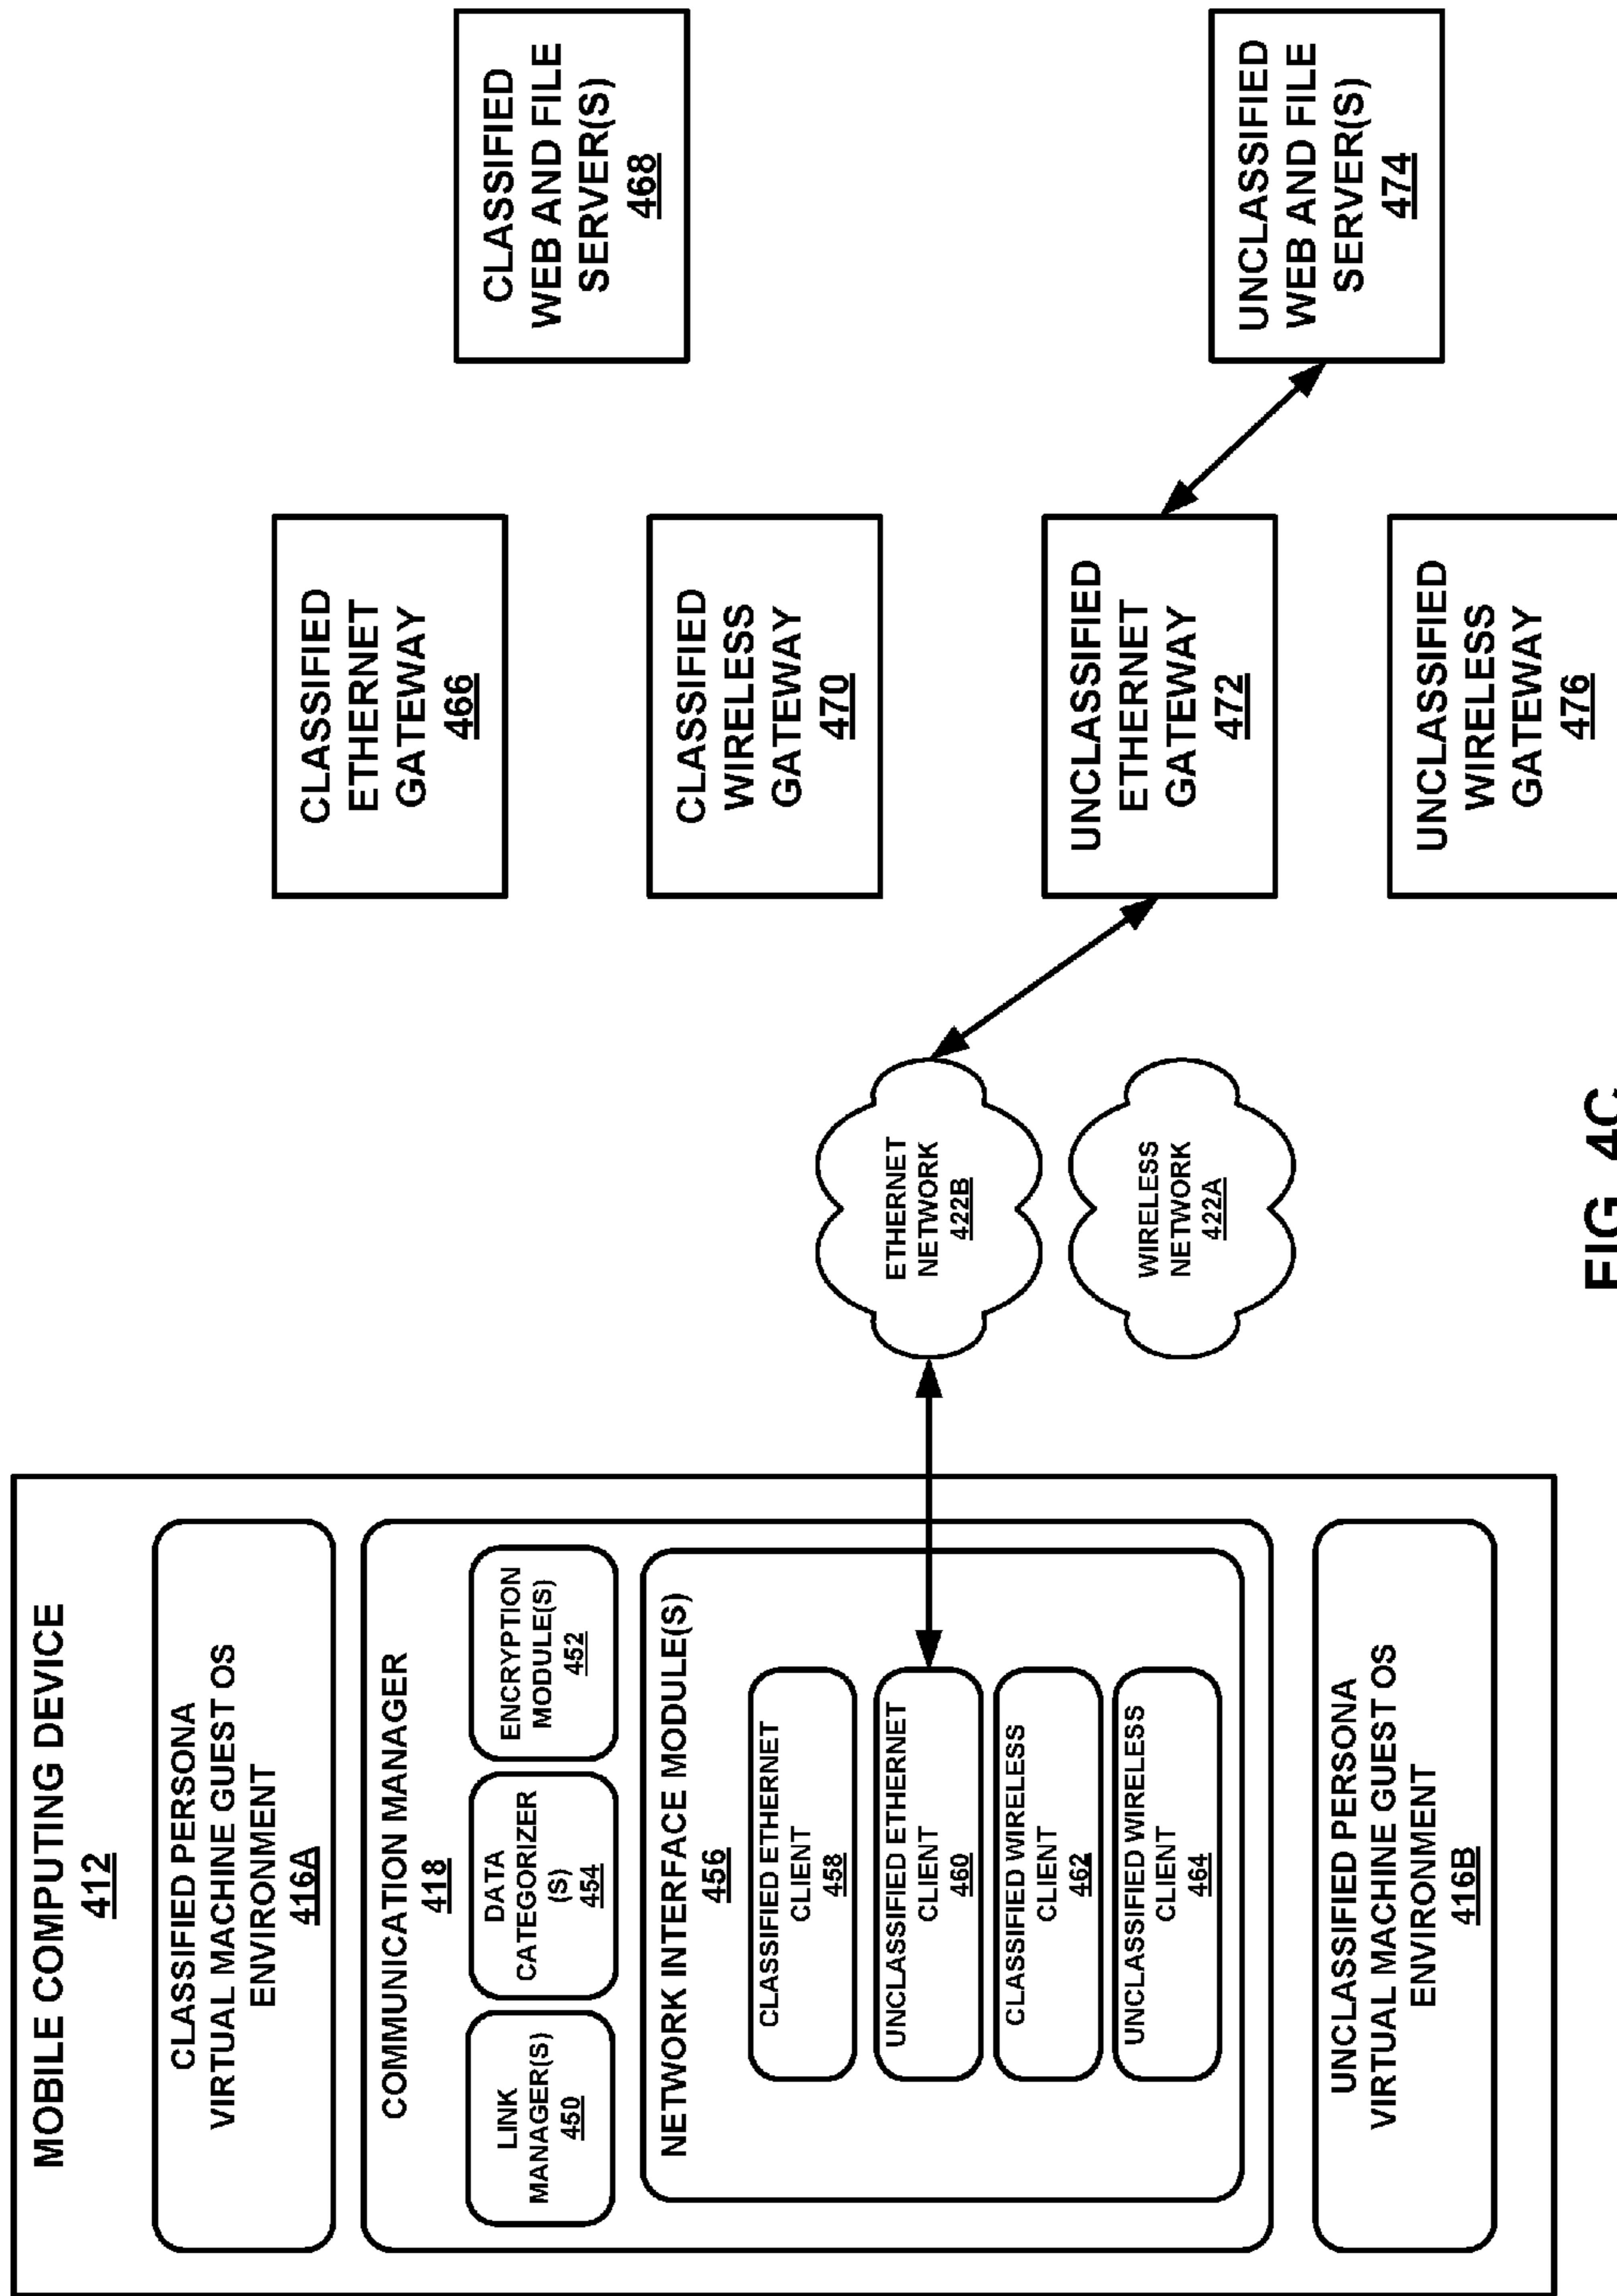 MOBILE COMPUTING DEVICE
412
CLASSIFIED PERSONA
VIRTUAL MACHINE GUEST OS
ENVIRONMENT
416A
COMMUNICATION MANAGER
418
LINK
MANAGER(S)
450
DATA
CATEGORIZER
(S)
454
ENCRYPTION
MODULE(S)
452
NETWORK INTERFACE MODULE(S)
456
CLASSIFIED ETHERNET
CLIENT
458
UNCLASSIFIED ETHERNET
CLIENT
460
CLASSIFIED WIRELESS
CLIENT
462
UNCLASSIFIED WIRELESS
CLIENT
464
UNCLASSIFIED PERSONA
VIRTUAL MACHINE GUEST OS
ENVIRONMENT
416B
ETHERNET
NETWORK
422B
WIRELESS
NETWORK
422A
CLASSIFIED
ETHERNET
GATEWAY
466
CLASSIFIED
WIRELESS
GATEWAY
470
UNCLASSIFIED
ETHERNET
GATEWAY
472
UNCLASSIFIED
WIRELESS
GATEWAY
476
CLASSIFIED
WEB AND FILE
SERVER(S)
468
UNCLASSIFIED
WEB AND FILE
SERVER(S)
474
FIG. 4C